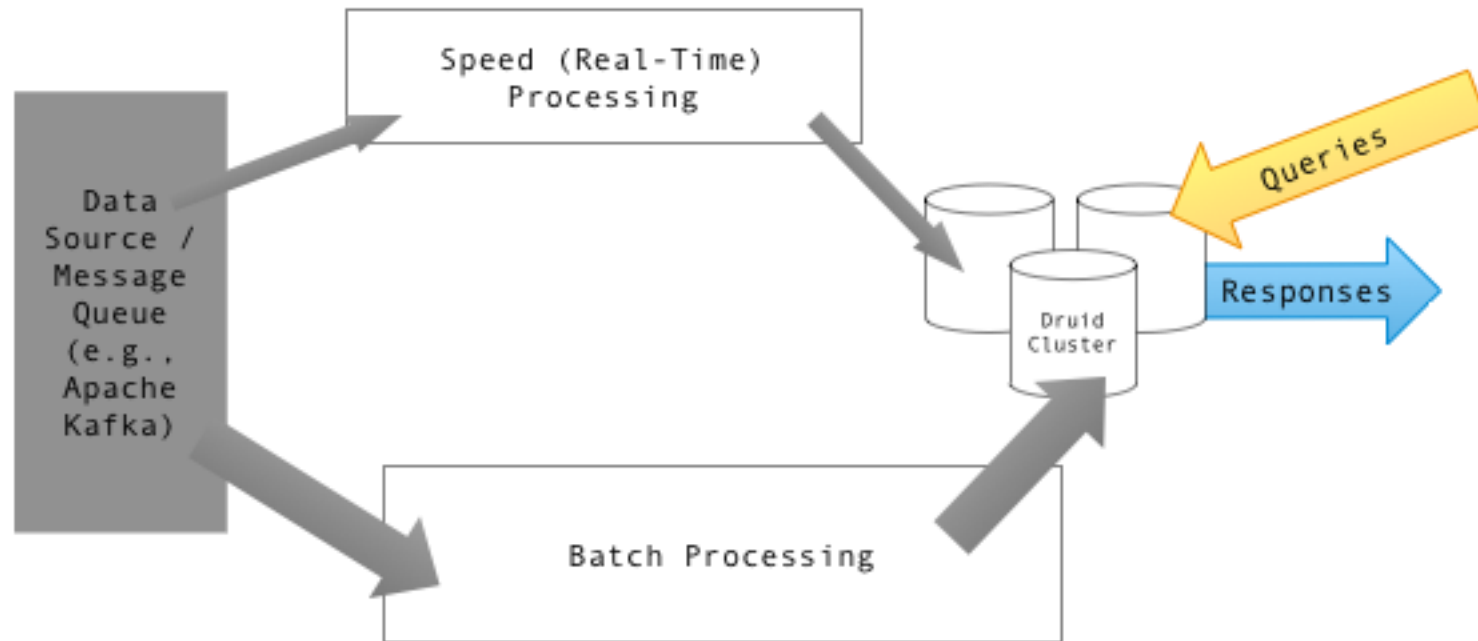 Speed (Real-Time)
Processing
Data
Source /
Message
Queue
(e.g.,
Apache
Kafka)
Queries
Responses
Druid
Cluster
Batch Processing